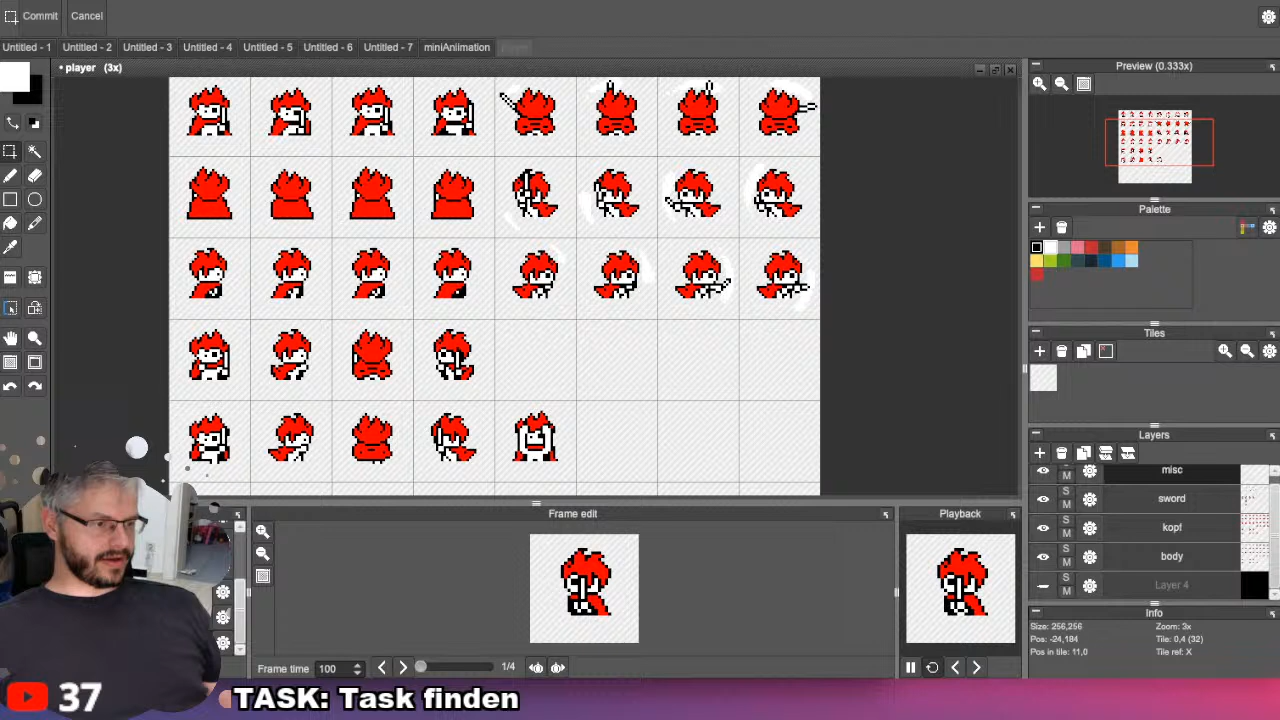 Commit Cancel
Untitled - 1 Untitled - 2 Untitled - 3 Untitled - 4 Untitled - 5 Untitled - 6 Untitled - 7 miniAniimation player
• player (3x)
Preview (0.333x)
Palette
Tiles
Layers
M misc
S M sword
S M kopf
S M body
S M Layer 4
Frame edit
Playback
Info
Size: 256,256 Zoom: 3x
Pos: -24,184 Tile: 0,4 (32)
Pos in tile: 11,0 Tile ref: X
Frame time 100 1/4
37 TASK: Task finden